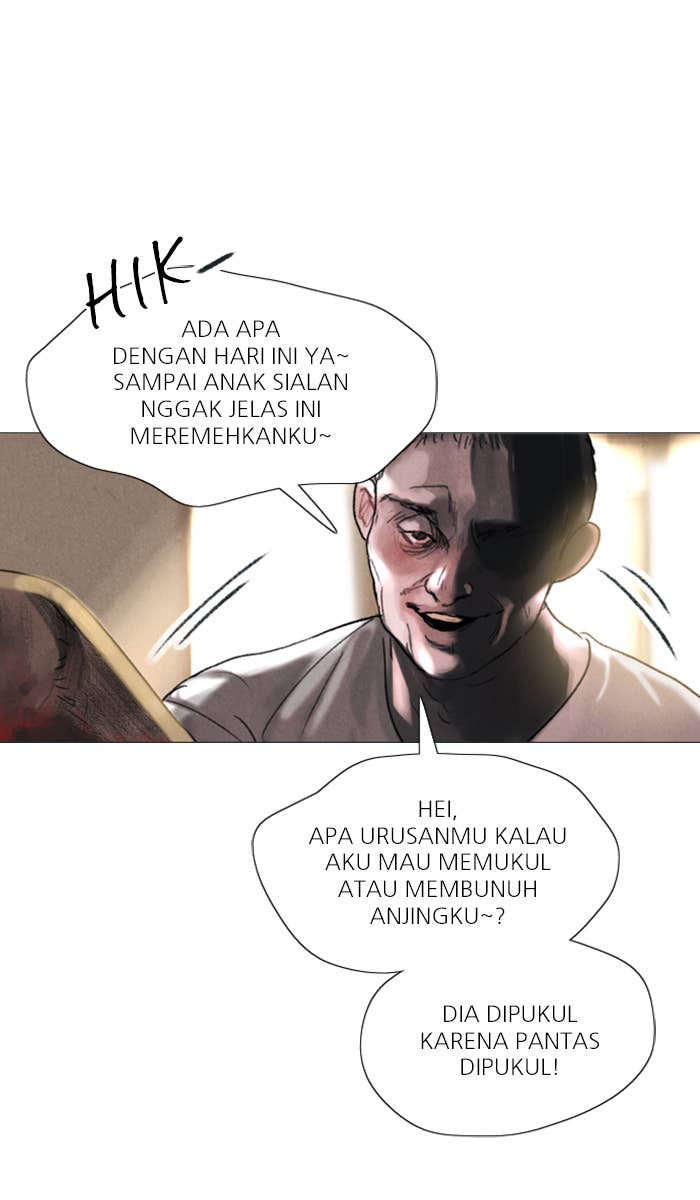 HIK
ADA APA
DENGAN HARI INI YA~
SAMPAI ANAK SIALAN
NGGAK JELAS INI
MEREMEHKANKU~
HEI,
APA URUSANMU KALAU
AKU MAU MEMUKUL
ATAU MEMBUNUH
ANJINGKU~?
DIA DIPUKUL
KARENA PANTAS
DIPUKUL!